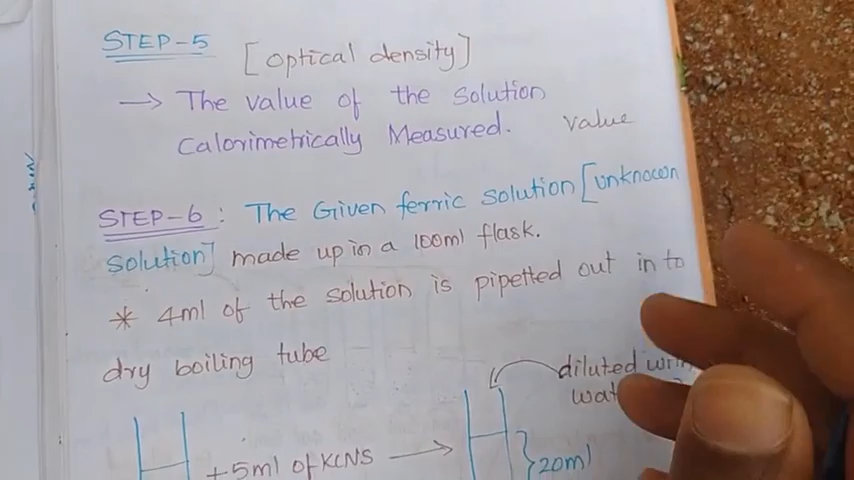 STEP-5 [optical density]
→ The value of the solution
Calorimetrically Measured. value
STEP-6 : The Given ferric solution [unknown
solution] made up in a 100ml flask.
* 4ml of the solution is pipetted out in to
dry boiling tube
diluted
+5ml of KCNS → }20ml